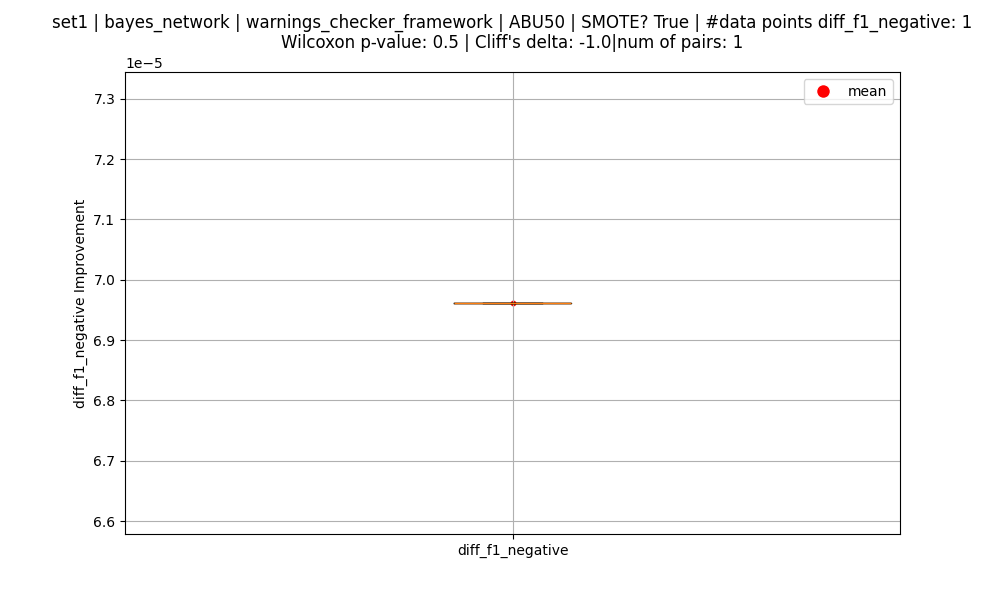 set1 | bayes_network | warnings_checker_framework | ABU50 | SMOTE? True | #data points diff_f1_negative: 1
Wilcoxon p-value: 0.5 | Cliff's delta: -1.0|num of pairs: 1
1e−5
mean
7.3
7.2
7.1
7.0
6.9
6.8
6.7
6.6
diff_f1_negative Improvement
diff_f1_negative